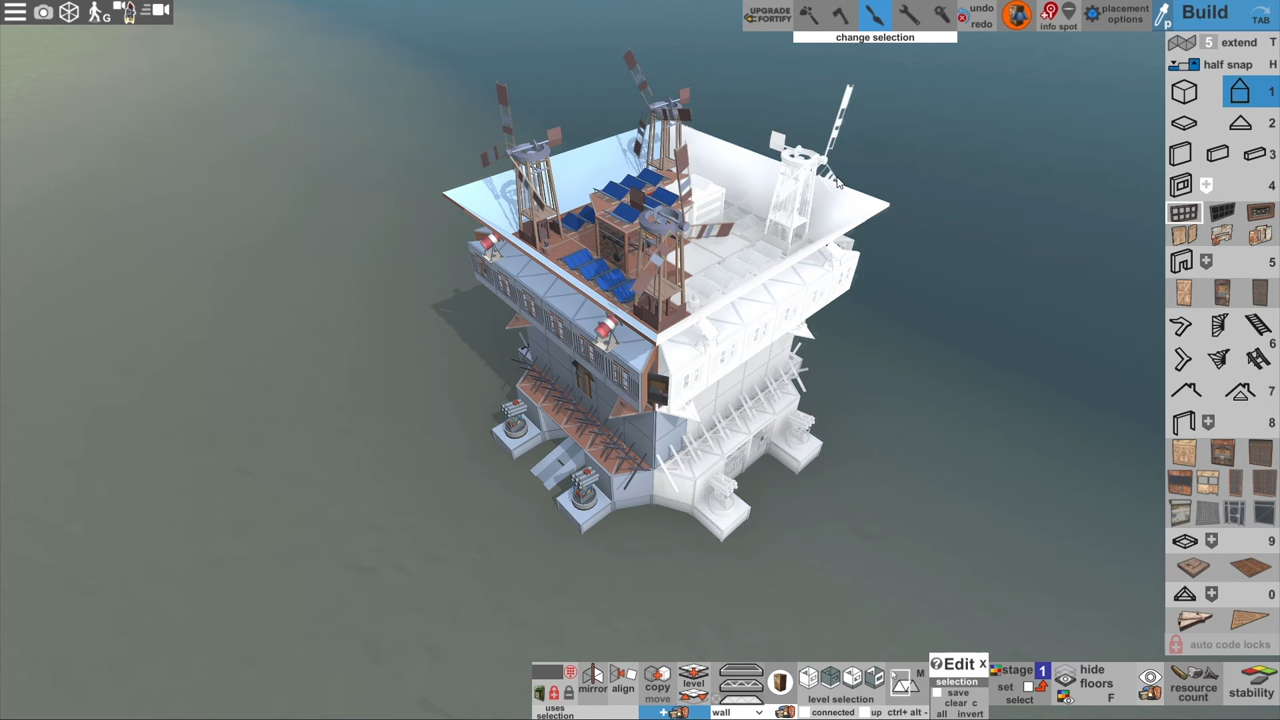 G
UPGRADE
FORTIFY
change selection
undo
redo
info spot
placement
options
p
Build
TAB
5 extend T
half snap H
1
2
3
4
5
6
7
8
9
0
auto code locks
uses
selection
mirror
align
copy
move
level
wall
level selection
connected
up
ctrl+ alt -
M
?Edit x
selection
save
clear c
all invert
stage 1
set
select
hide
floors
F
resource
count
stability